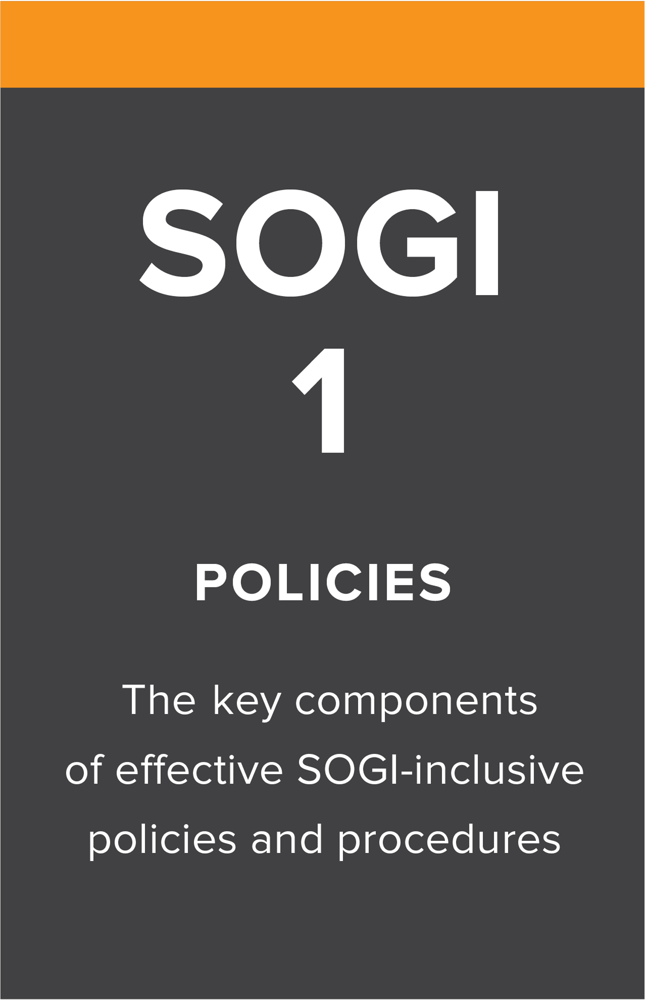 SOGI
1
POLICIES
The key components
of effective SOGI-inclusive
policies and procedures